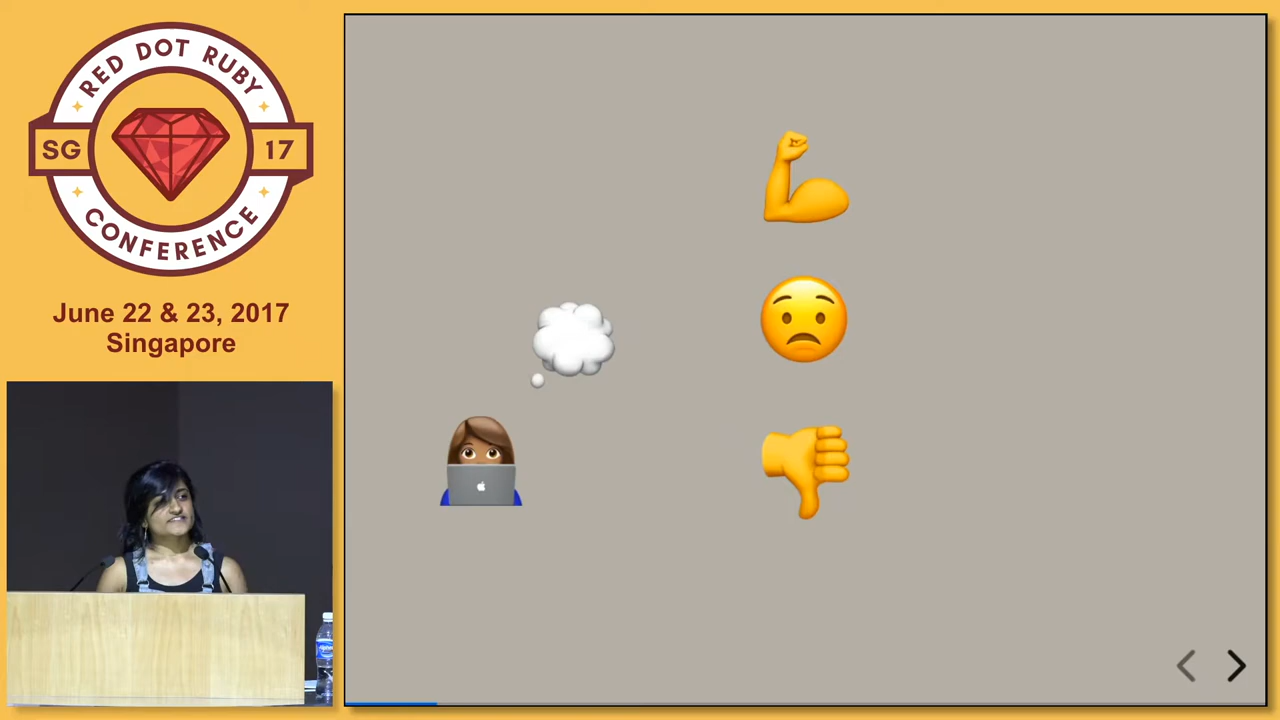 RED DOT RUBY
SG 17
CONFERENCE
June 22 & 23, 2017
Singapore